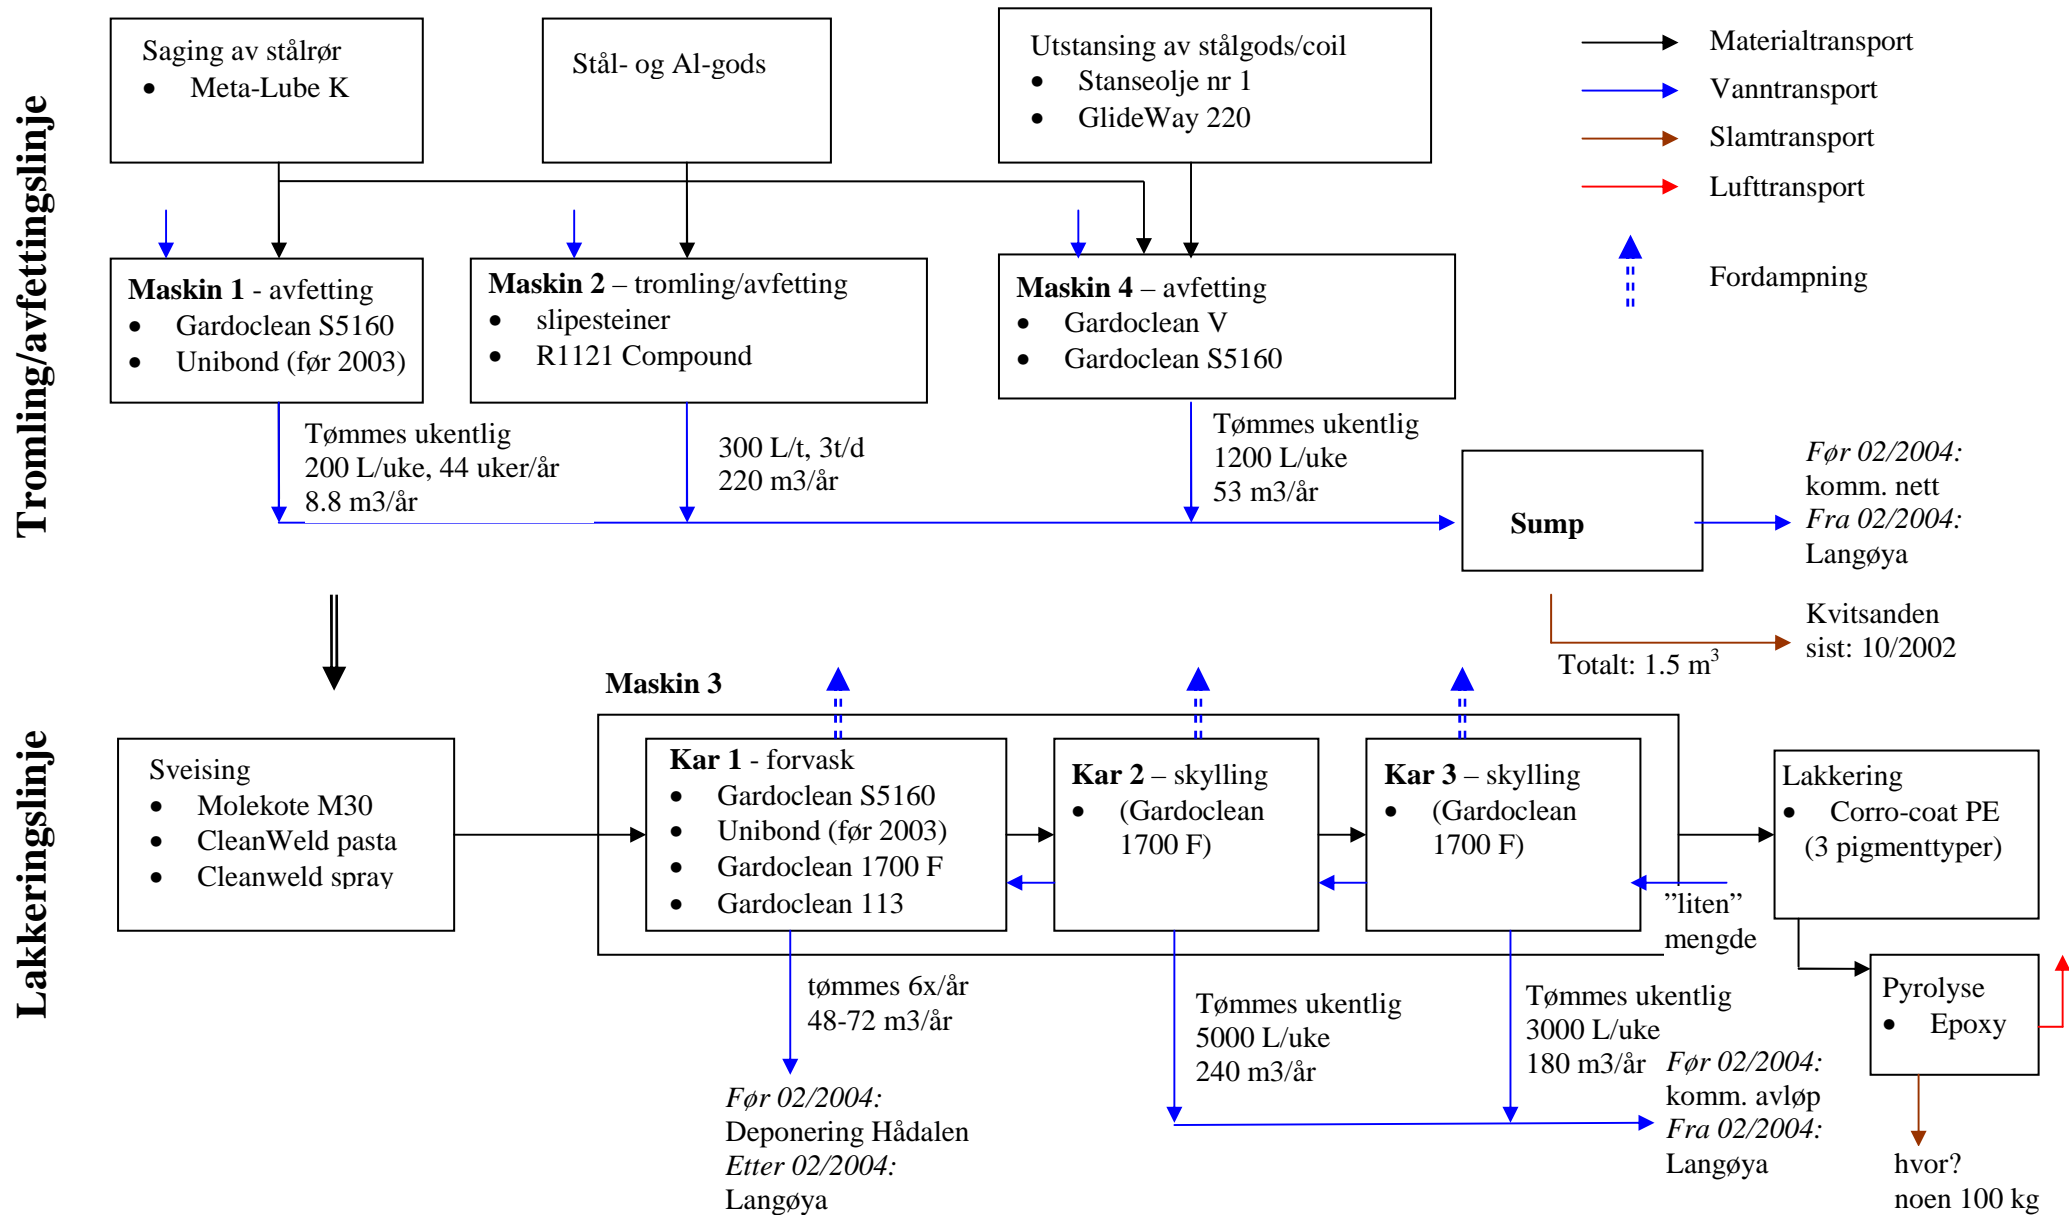 Tromling/avfettingslinje
Saging av stålrør
• Meta-Lube K
Stål- og Al-gods
Utstansing av stålgods/coil
• Stanseolje nr 1
• GlideWay 220
Materialtransport
Vanntransport
Slamtransport
Lufttransport
Fordampning
Maskin 1 - avfetting
• Gardoclean S5160
• Unibond (før 2003)
Maskin 2 – tromling/avfetting
• slipesteiner
• R1121 Compound
Maskin 4 – avfetting
• Gardoclean V
• Gardoclean S5160
Tømmes ukentlig
200 L/uke, 44 uker/år
8.8 m3/år
300 L/t, 3t/d
220 m3/år
Tømmes ukentlig
1200 L/uke
53 m3/år
Sump
Før 02/2004:
komm. nett
Fra 02/2004:
Langøya
Kvitsanden
sist: 10/2002
Totalt: 1.5 m³
Lakkeringslinje
Maskin 3
Sveising
• Molekote M30
• CleanWeld pasta
• Cleanweld spray
Kar 1 - forvask
• Gardoclean S5160
• Unibond (før 2003)
• Gardoclean 1700 F
• Gardoclean 113
Kar 2 – skylling
• (Gardoclean
1700 F)
Kar 3 – skylling
• (Gardoclean
1700 F)
”liten”
mengde
Lakkering
• Corro-coat PE
(3 pigmenttyper)
Pyrolyse
• Epoxy
tømmes 6x/år
48-72 m3/år
Før 02/2004:
Deponering Hådalen
Etter 02/2004:
Langøya
Tømmes ukentlig
5000 L/uke
240 m3/år
Tømmes ukentlig
3000 L/uke
180 m3/år
Før 02/2004:
komm. avløp
Fra 02/2004:
Langøya
hvor?
noen 100 kg